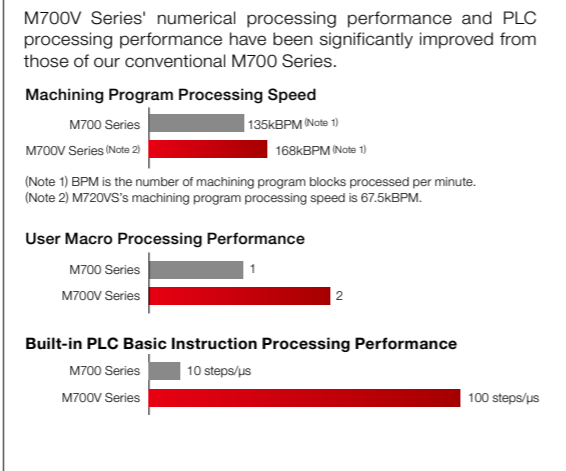 M700V Series' numerical processing performance and PLC
processing performance have been significantly improved from
those of our conventional M700 Series.
Machining Program Processing Speed
M700 Series 135kBPM (Note 1)
M700V Series (Note 2) 168kBPM (Note 1)
(Note 1) BPM is the number of machining program blocks processed per minute.
(Note 2) M720VS's machining program processing speed is 67.5kBPM.
User Macro Processing Performance
M700 Series 1
M700V Series 2
Built-in PLC Basic Instruction Processing Performance
M700 Series 10 steps/μs
M700V Series 100 steps/μs